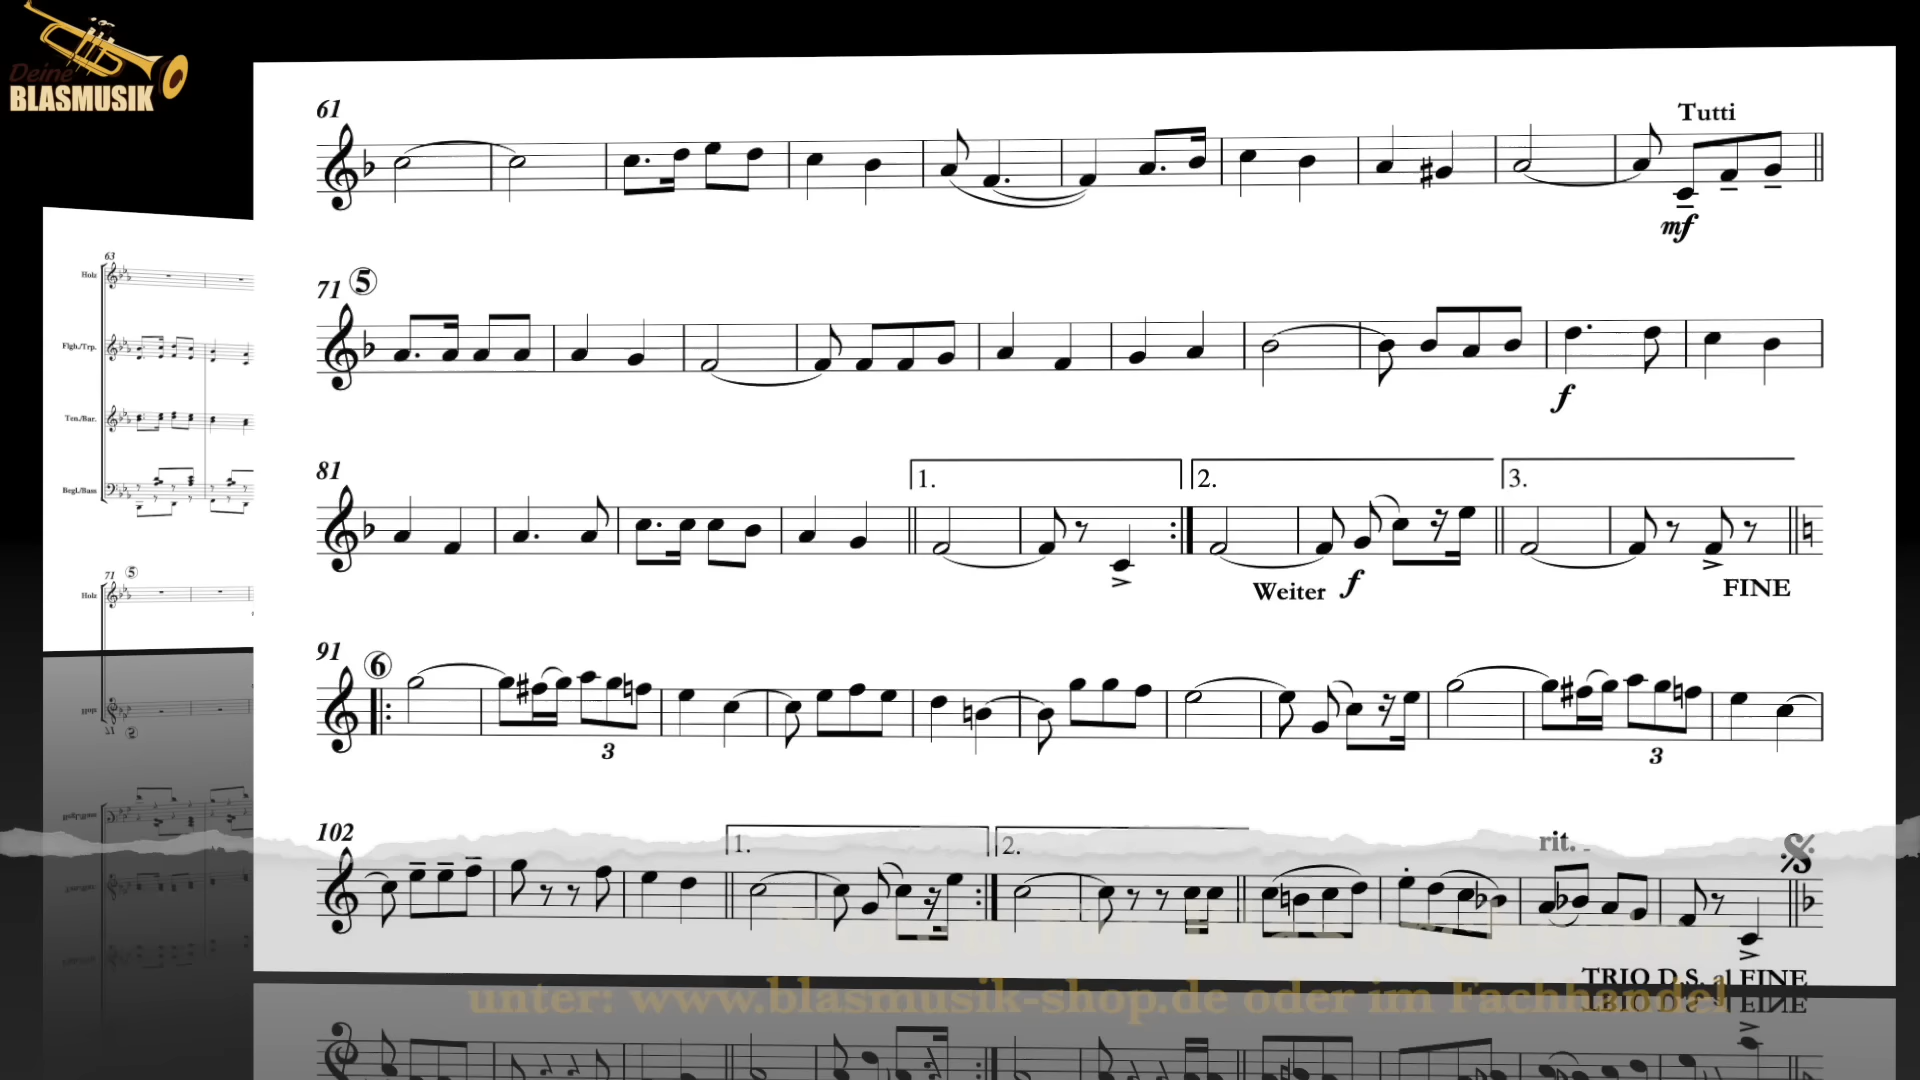 Deine
BLASMUSIK
61
Tutti
mf
71 5
f
81
1.
2.
3.
Weiter f
FINE
91 6
3
3
102
1.
2.
rit.
TRIO D.S. al FINE
unter: www.blasmusik-shop.de oder im Fachhandel
63
Holz
Flgh./Trp.
Ten./Bar.
Begl./Bass
71 5
Holz